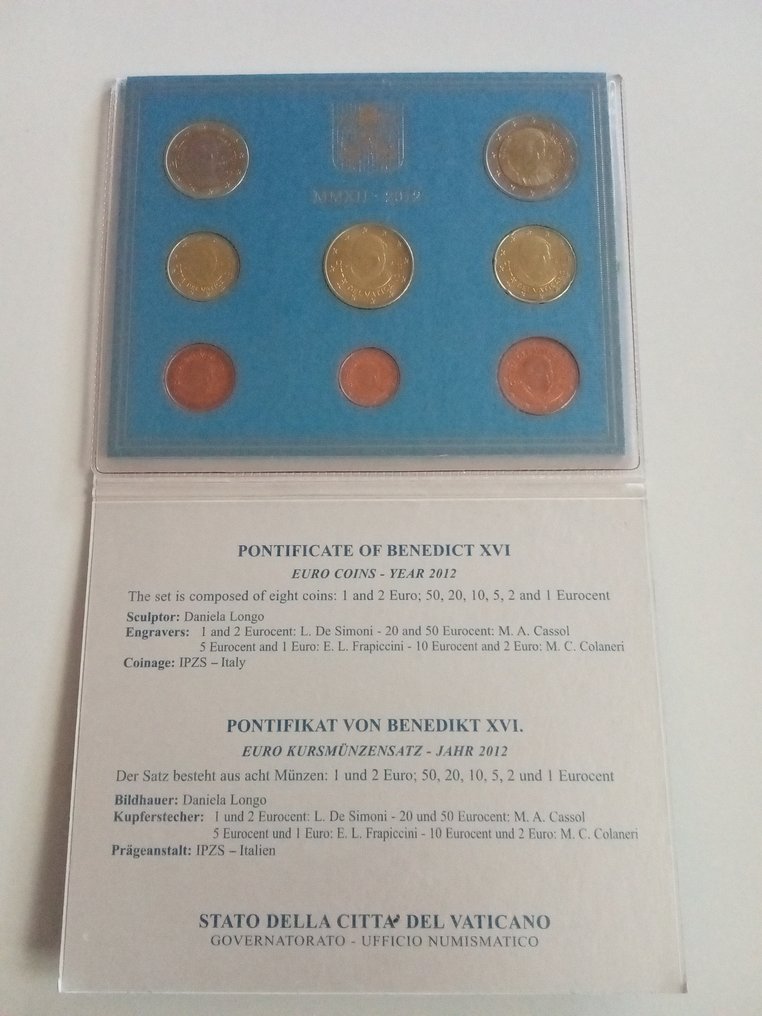 MMXII - 2012
PONTIFICATE OF BENEDICT XVI
EURO COINS - YEAR 2012
The set is composed of eight coins: 1 and 2 Euro; 50, 20, 10, 5, 2 and 1 Eurocent
Sculptor: Daniela Longo
Engravers: 1 and 2 Eurocent: L. De Simoni - 20 and 50 Eurocent: M. A. Cassol
5 Eurocent and 1 Euro: E. L. Frapiccini - 10 Eurocent and 2 Euro: M. C. Colaneri
Coinage: IPZS – Italy
PONTIFIKAT VON BENEDIKT XVI.
EURO KURSMÜNZENSATZ - JAHR 2012
Der Satz besteht aus acht Münzen: 1 und 2 Euro; 50, 20, 10, 5, 2 und 1 Eurocent
Bildhauer: Daniela Longo
Kupferstecher: 1 und 2 Eurocent: L. De Simoni - 20 und 50 Eurocent: M. A. Cassol
5 Eurocent und 1 Euro: E. L. Frapiccini - 10 Eurocent und 2 Euro: M. C. Colaneri
Prägeanstalt: IPZS – Italien
STATO DELLA CITTA' DEL VATICANO
GOVERNATORATO - UFFICIO NUMISMATICO